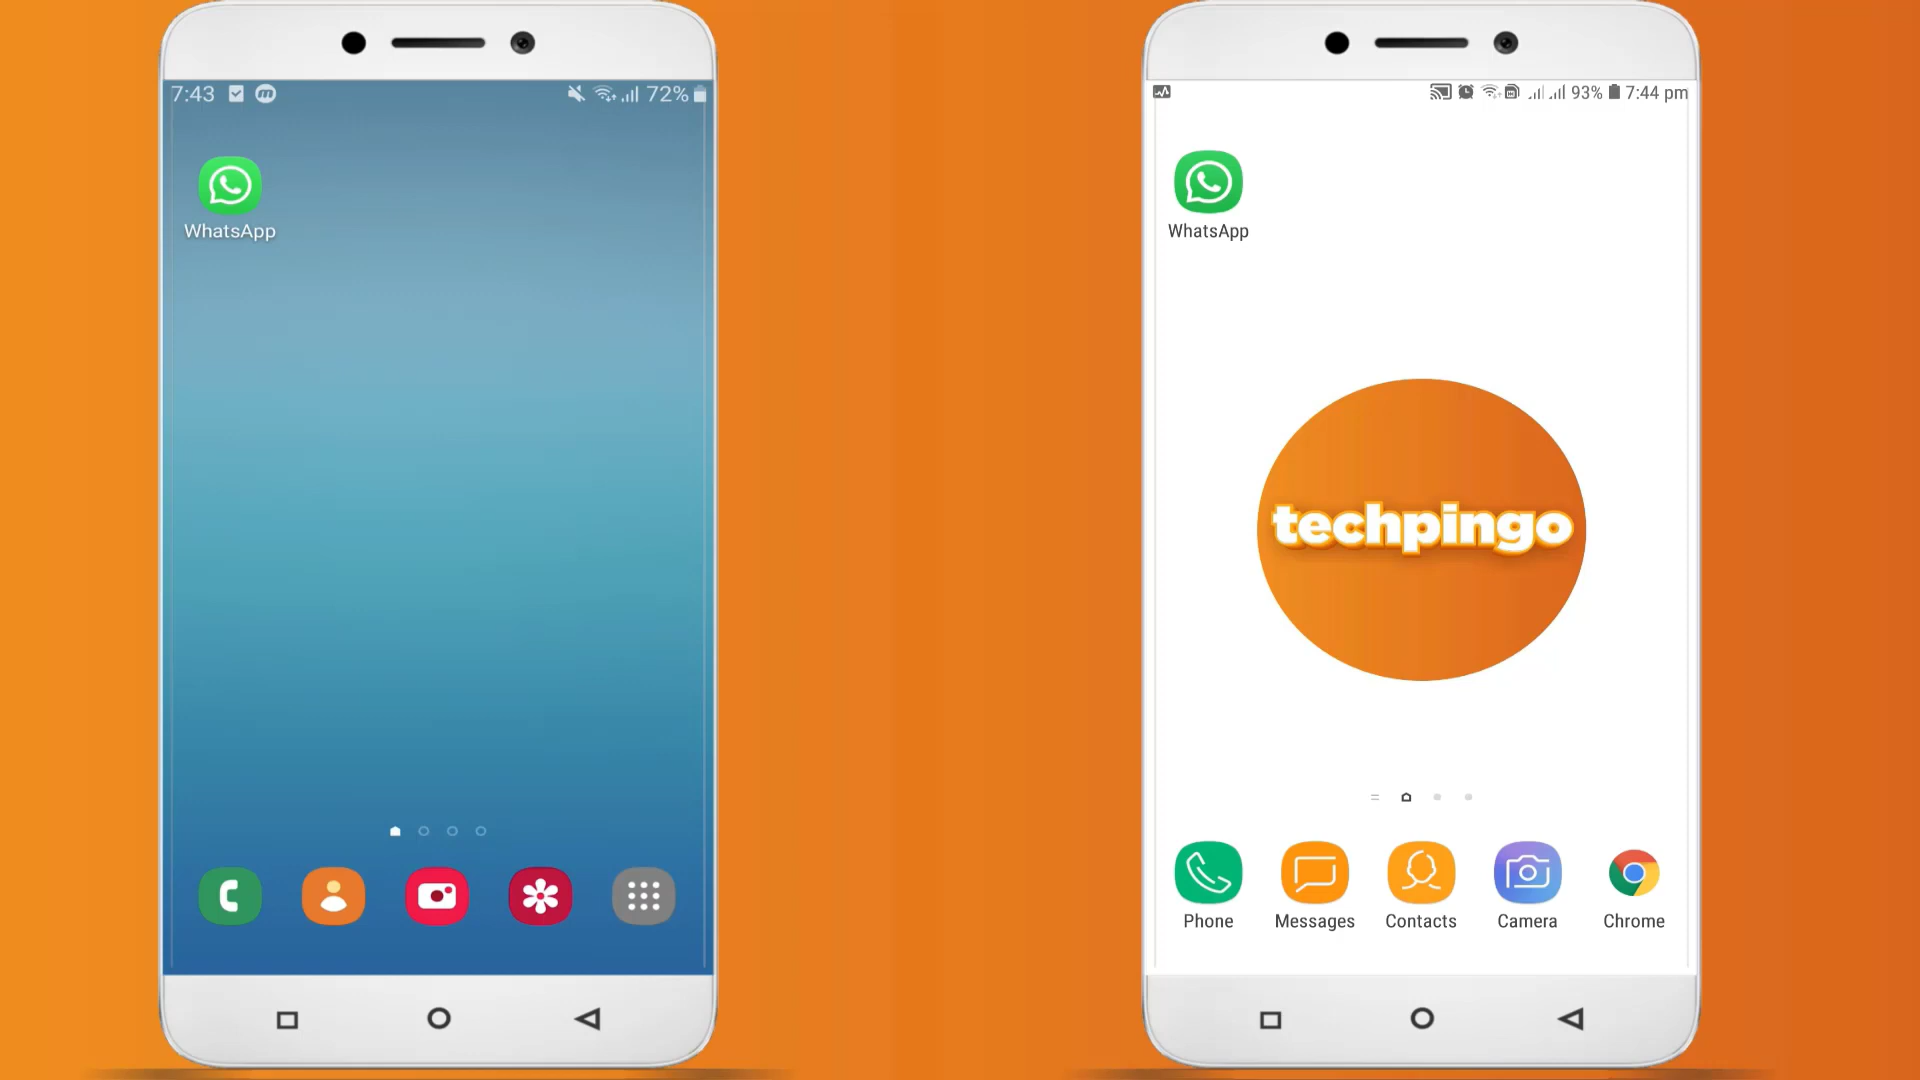 7:43
72%
WhatsApp
93% 7:44 pm
WhatsApp
techpingo
Phone
Messages
Contacts
Camera
Chrome